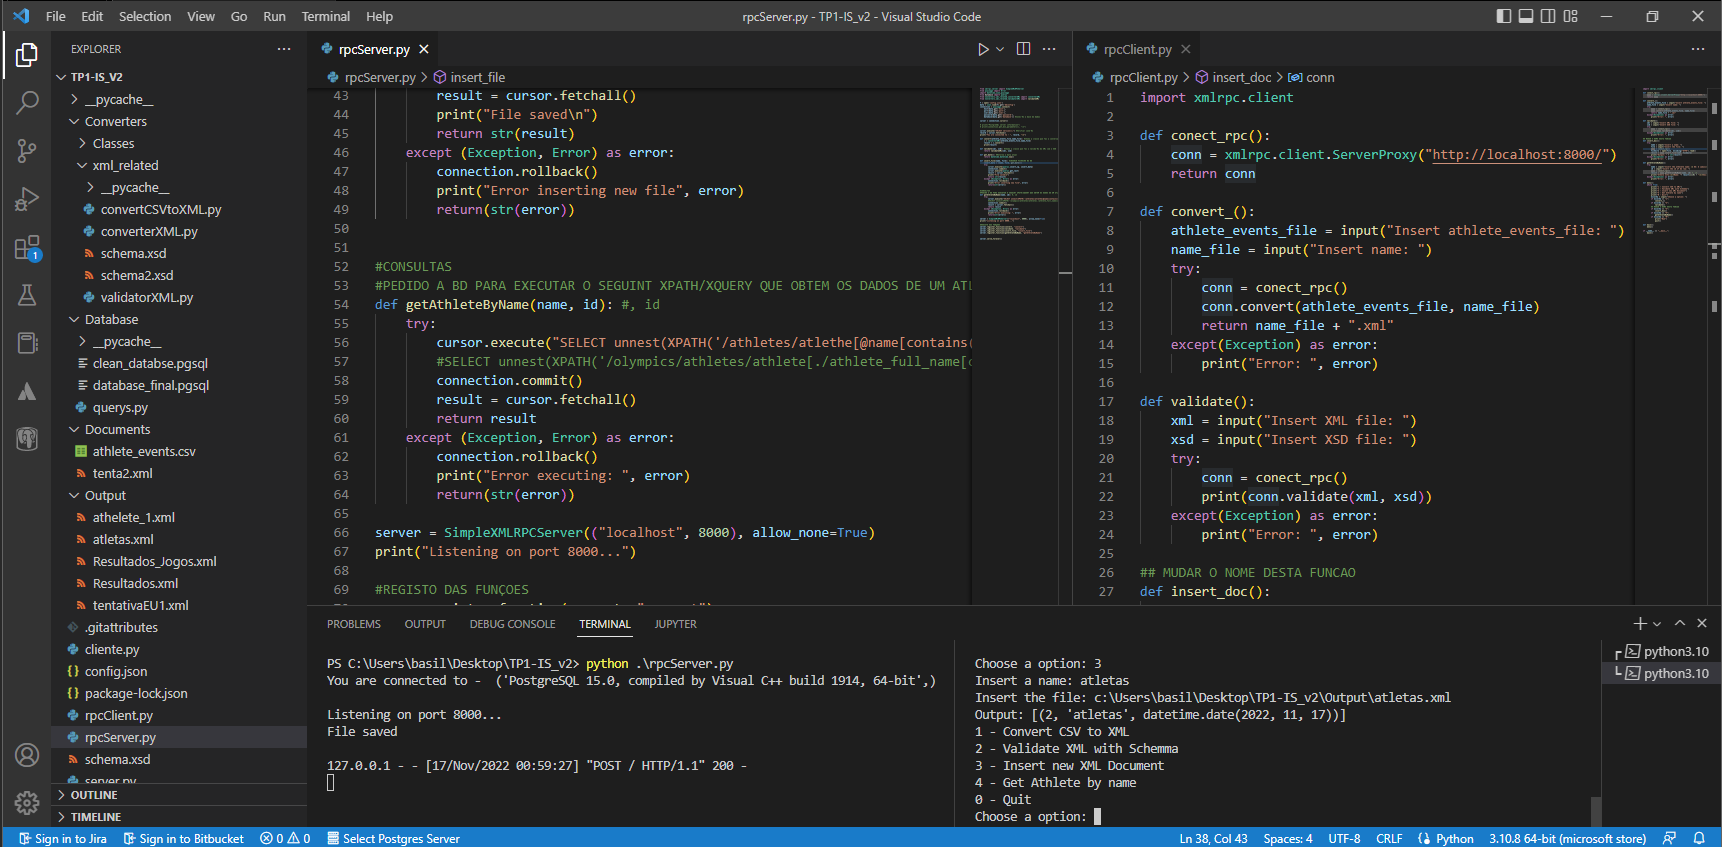 File Edit Selection View Go Run Terminal Help
rpcServer.py - TP1-IS_v2 - Visual Studio Code
EXPLORER
TP1-IS_V2
__pycache__
Converters
Classes
xml_related
__pycache__
convertCSVtoXML.py
converterXML.py
schema.xsd
schema2.xsd
validatorXML.py
Database
__pycache__
clean_databse.pgsql
database_final.pgsql
querys.py
Documents
athlete_events.csv
tenta2.xml
Output
athelete_1.xml
atletas.xml
Resultados_Jogos.xml
Resultados.xml
tentativaEU1.xml
.gitattributes
cliente.py
config.json
package-lock.json
rpcClient.py
rpcServer.py
schema.xsd
server.py
OUTLINE
TIMELINE
1
rpcServer.py
rpcServer.py > insert_file
43 result = cursor.fetchall()
44 print("File saved\n")
45 return str(result)
46 except (Exception, Error) as error:
47 connection.rollback()
48 print("Error inserting new file", error)
49 return(str(error))
50
51
52 #CONSULTAS
53 #PEDIDO A BD PARA EXECUTAR O SEGUINT XPATH/XQUERY QUE OBTEM OS DADOS DE UM ATL
54 def getAthleteByName(name, id): #, id
55 try:
56 cursor.execute("SELECT unnest(XPATH('/athletes/atlethe[@name[contains(
57 #SELECT unnest(XPATH('/olympics/athletes/athlete[./athlete_full_name[c
58 connection.commit()
59 result = cursor.fetchall()
60 return result
61 except (Exception, Error) as error:
62 connection.rollback()
63 print("Error executing: ", error)
64 return(str(error))
65
66 server = SimpleXMLRPCServer(("localhost", 8000), allow_none=True)
67 print("Listening on port 8000...")
68
69 #REGISTO DAS FUNÇOES
rpcClient.py
rpcClient.py > insert_doc > conn
1 import xmlrpc.client
2
3 def conect_rpc():
4 conn = xmlrpc.client.ServerProxy("http://localhost:8000/")
5 return conn
6
7 def convert_():
8 athlete_events_file = input("Insert athlete_events_file: ")
9 name_file = input("Insert name: ")
10 try:
11 conn = conect_rpc()
12 conn.convert(athlete_events_file, name_file)
13 return name_file + ".xml"
14 except(Exception) as error:
15 print("Error: ", error)
16
17 def validate():
18 xml = input("Insert XML file: ")
19 xsd = input("Insert XSD file: ")
20 try:
21 conn = conect_rpc()
22 print(conn.validate(xml, xsd))
23 except(Exception) as error:
24 print("Error: ", error)
25
26 ## MUDAR O NOME DESTA FUNCAO
27 def insert_doc():
PROBLEMS OUTPUT DEBUG CONSOLE TERMINAL JUPYTER
PS C:\Users\basil\Desktop\TP1-IS_v2> python .\rpcServer.py
You are connected to - ('PostgreSQL 15.0, compiled by Visual C++ build 1914, 64-bit',)
Listening on port 8000...
File saved
127.0.0.1 - - [17/Nov/2022 00:59:27] "POST / HTTP/1.1" 200 -
Choose a option: 3
Insert a name: atletas
Insert the file: c:\Users\basil\Desktop\TP1-IS_v2\Output\atletas.xml
Output: [(2, 'atletas', datetime.date(2022, 11, 17))]
1 - Convert CSV to XML
2 - Validate XML with Schemma
3 - Insert new XML Document
4 - Get Athlete by name
0 - Quit
Choose a option:
python3.10
python3.10
Sign in to Jira Sign in to Bitbucket 0 0 Select Postgres Server
Ln 38, Col 43 Spaces: 4 UTF-8 CRLF Python 3.10.8 64-bit (microsoft store)